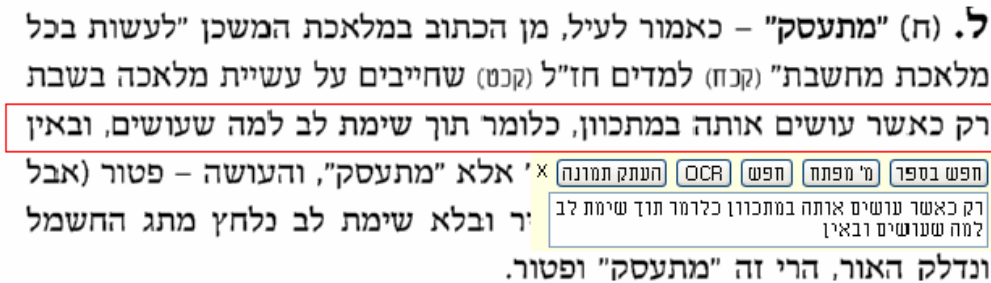 ל. (ח) "מתעסק" – כאמור לעיל, מן הכתוב במלאכת המשכן "לעשות בכל
מלאכת מחשבת" (קכח) למדים חז"ל (קכט) שחייבים על עשיית מלאכה בשבת
רק כאשר עושים אותה במתכוון, כלומר תוך שימת לב למה שעושים, ובאין
' אלא "מתעסק", והעושה – פטור (אבל
חפש בספר מ' מפתח חפש OCR העתק תמונה x
רק כאשר עושים אותה במתכוון כלומר תוך שימת לב
למה שעושים ובאין
יר ובלא שימת לב נלחץ מתג החשמל
ונדלק האור, הרי זה "מתעסק" ופטור.